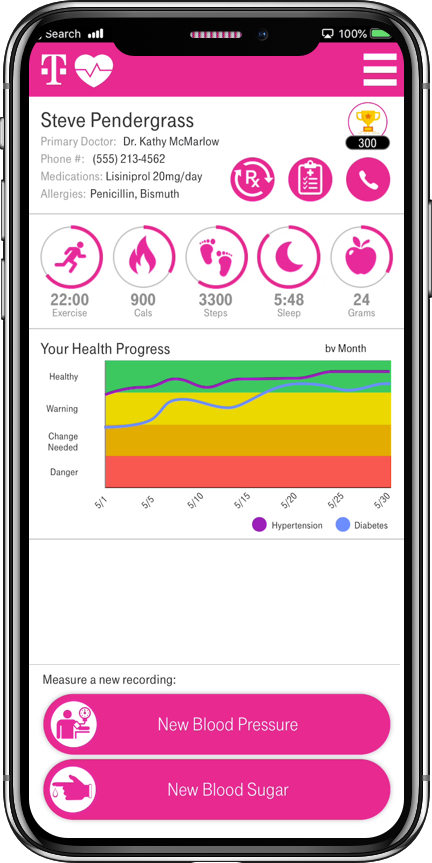 Search 100%
T
Steve Pendergrass
300
Primary Doctor: Dr. Kathy McMarlow
Phone #: (555) 213-4562
Medications: Lisiniprol 20mg/day
Allergies: Penicillin, Bismuth
Rx
22:00 900 3300 5:48 24
Exercise Cals Steps Sleep Grams
Your Health Progress by Month
Healthy
Warning
Change
Needed
Danger
5/1 5/5 5/10 5/15 5/20 5/25 5/30
Hypertension Diabetes
Measure a new recording:
New Blood Pressure
New Blood Sugar